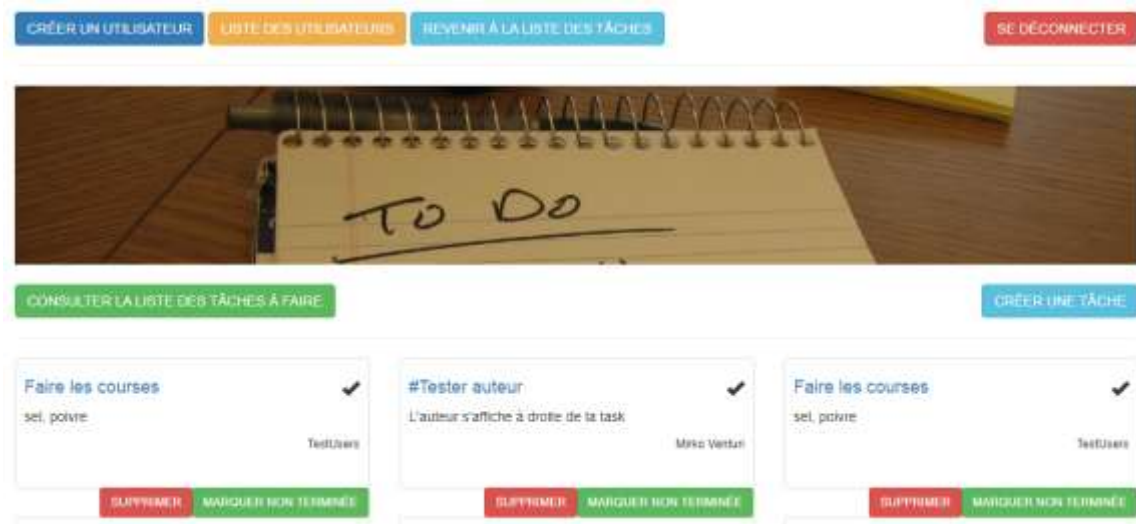 CRÉER UN UTILISATEUR LISTE DES UTILISATEURS REVENIR À LA LISTE DES TÂCHES SE DÉCONNECTER
To Do
CONSULTER LA LISTE DES TÂCHES À FAIRE CRÉER UNE TÂCHE
Faire les courses #Tester auteur Faire les courses
sel, poivre L'auteur s'affiche à droite de la task sel, poivre
TestUsers Mirko Venturi TestUsers
SUPPRIMER MARQUER NON TERMINÉE SUPPRIMER MARQUER NON TERMINÉE SUPPRIMER MARQUER NON TERMINÉE